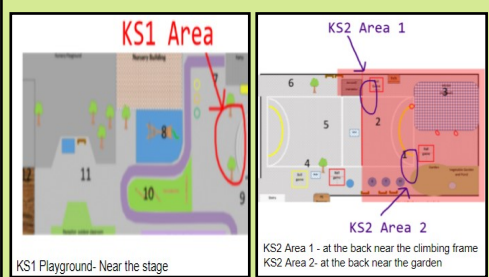 KS1 Area
Nursery Building
7
8
9
10
11
12
KS1 Playground- Near the stage
KS2 Area 1
6
3
5
2
4
1
KS2 Area 2
KS2 Area 1 - at the back near the climbing frame
KS2 Area 2- at the back near the garden